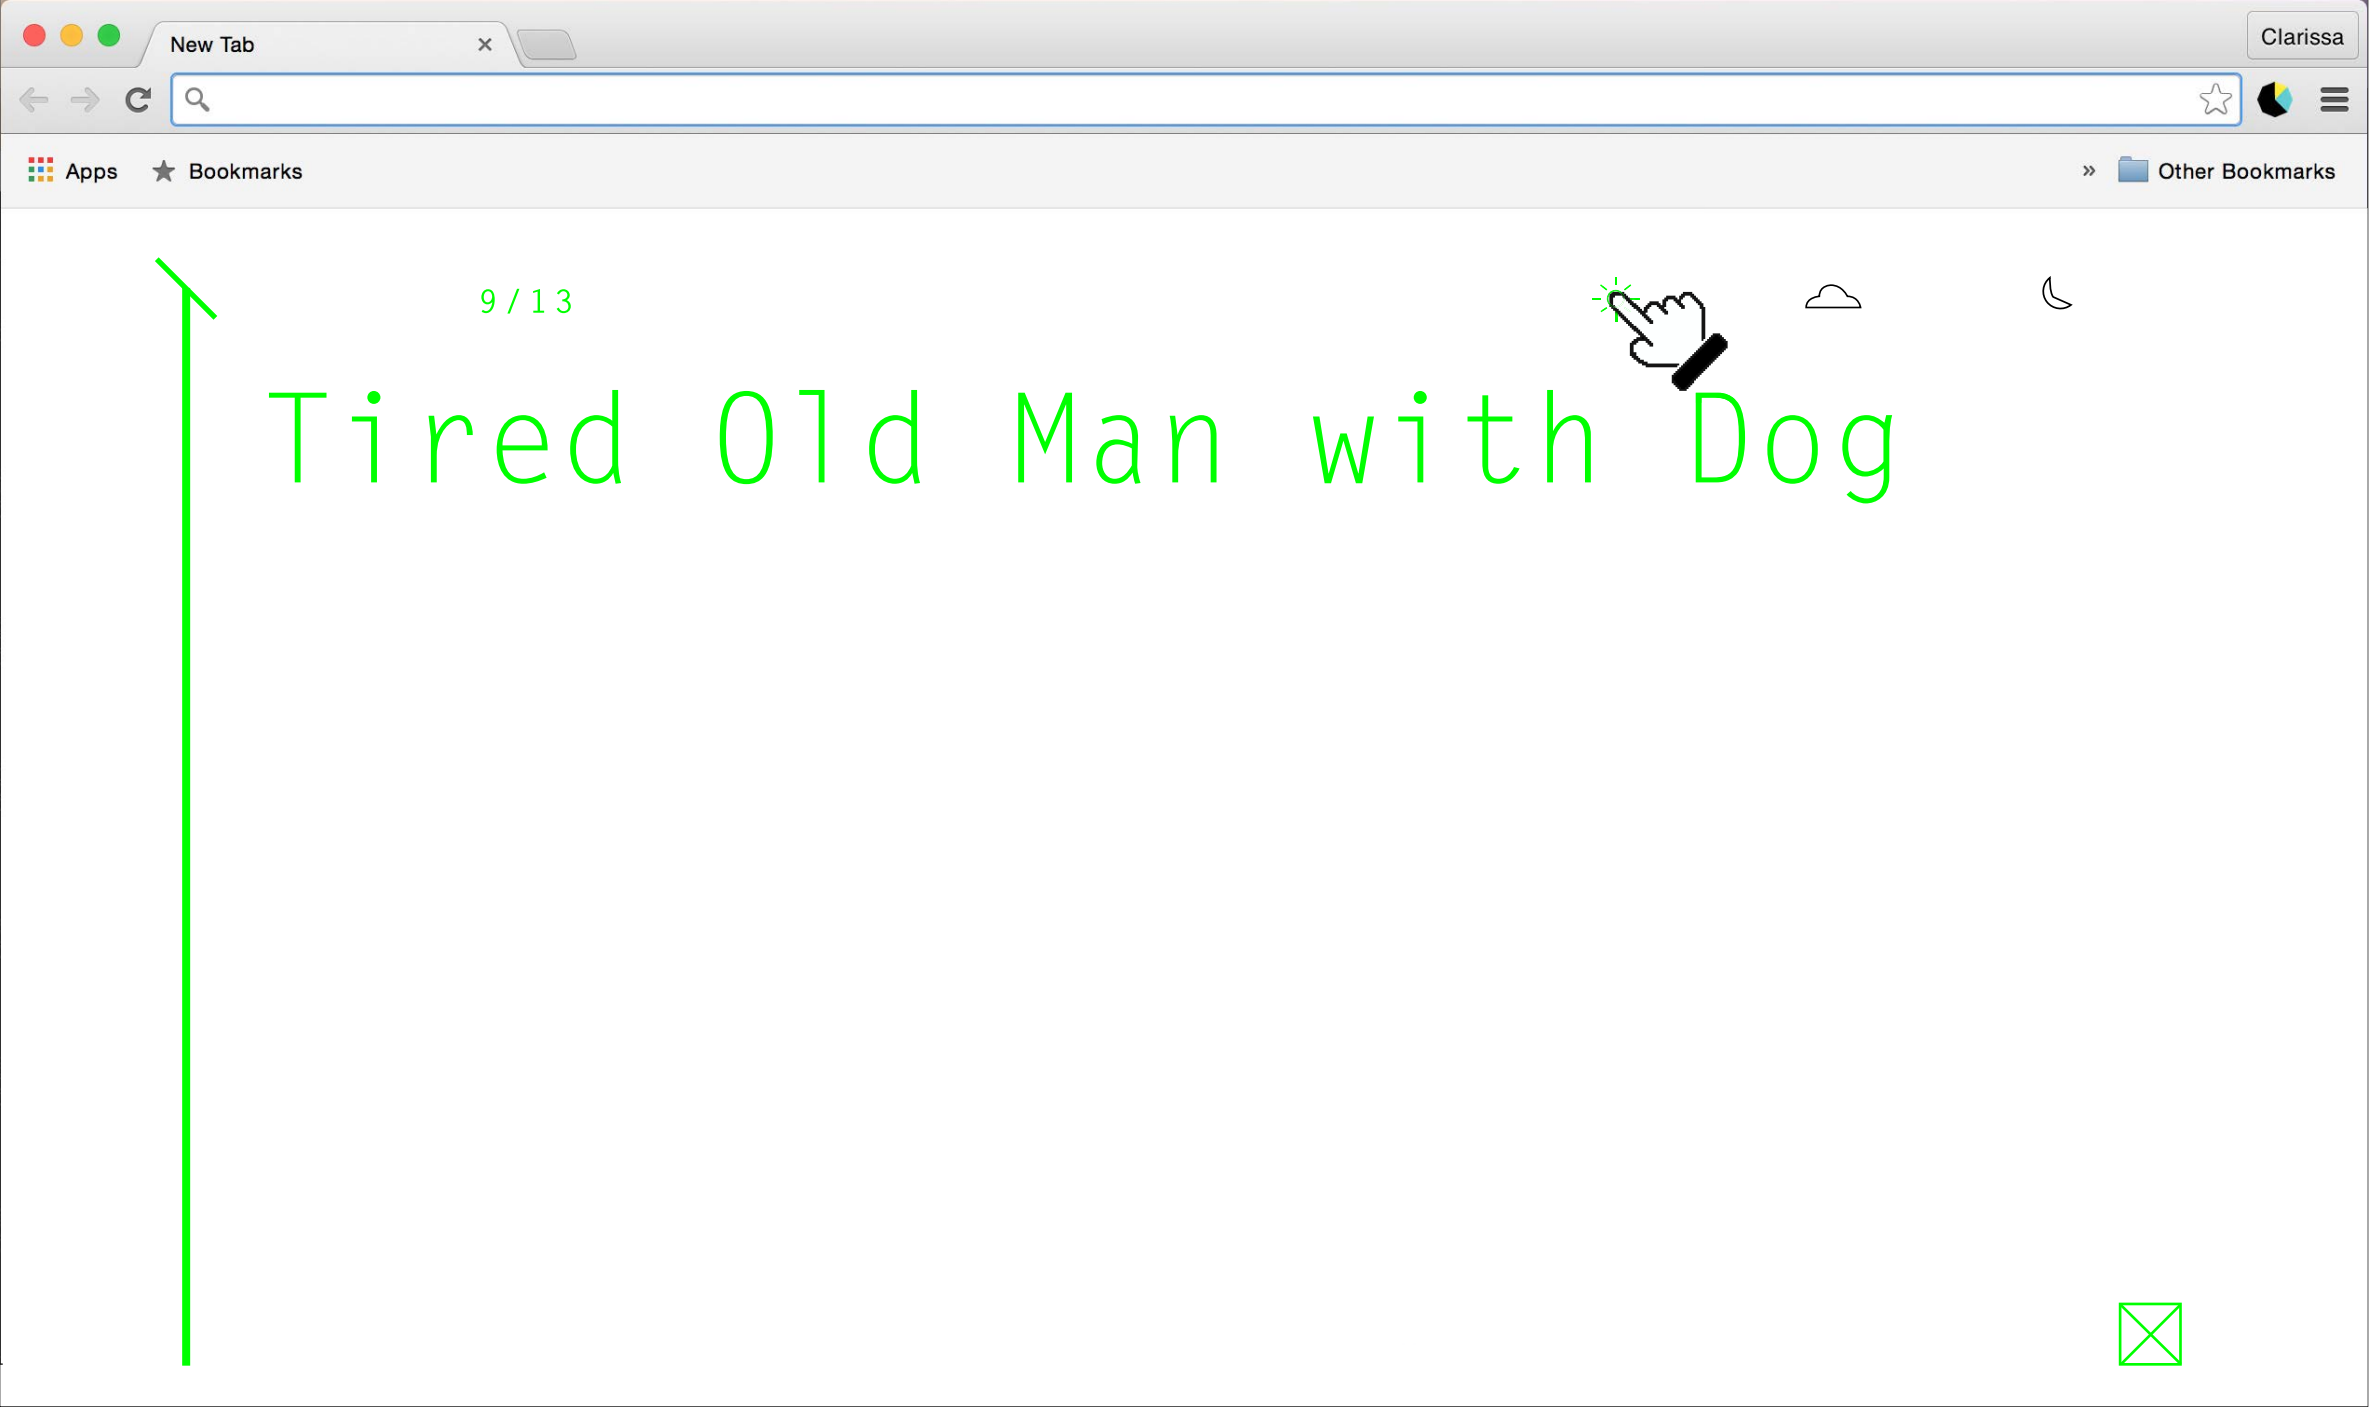 New Tab
Clarissa
Apps
Bookmarks
» Other Bookmarks
9/13
Tired Old Man with Dog